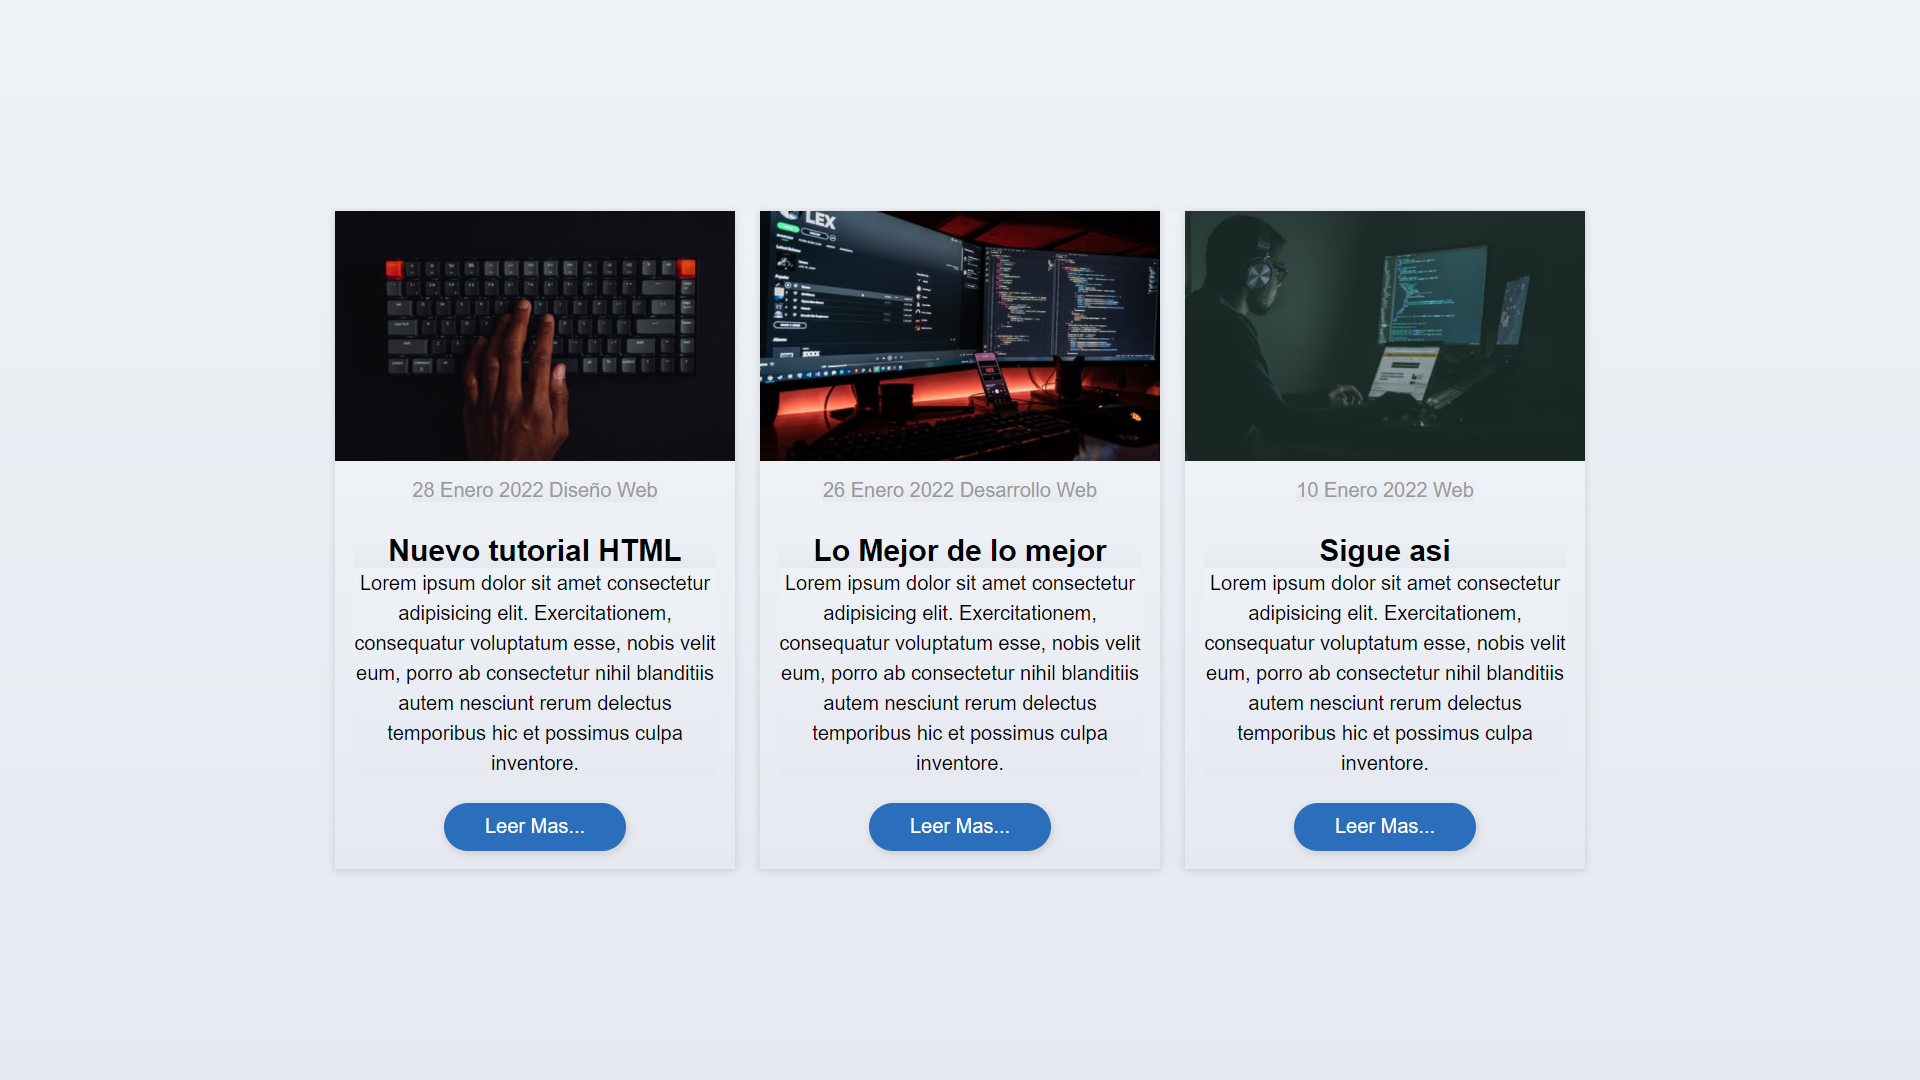 LEX
28 Enero 2022 Diseño Web
Nuevo tutorial HTML
Lorem ipsum dolor sit amet consectetur
adipisicing elit. Exercitationem,
consequatur voluptatum esse, nobis velit
eum, porro ab consectetur nihil blanditiis
autem nesciunt rerum delectus
temporibus hic et possimus culpa
inventore.
Leer Mas...
26 Enero 2022 Desarrollo Web
Lo Mejor de lo mejor
Lorem ipsum dolor sit amet consectetur
adipisicing elit. Exercitationem,
consequatur voluptatum esse, nobis velit
eum, porro ab consectetur nihil blanditiis
autem nesciunt rerum delectus
temporibus hic et possimus culpa
inventore.
Leer Mas...
10 Enero 2022 Web
Sigue asi
Lorem ipsum dolor sit amet consectetur
adipisicing elit. Exercitationem,
consequatur voluptatum esse, nobis velit
eum, porro ab consectetur nihil blanditiis
autem nesciunt rerum delectus
temporibus hic et possimus culpa
inventore.
Leer Mas...